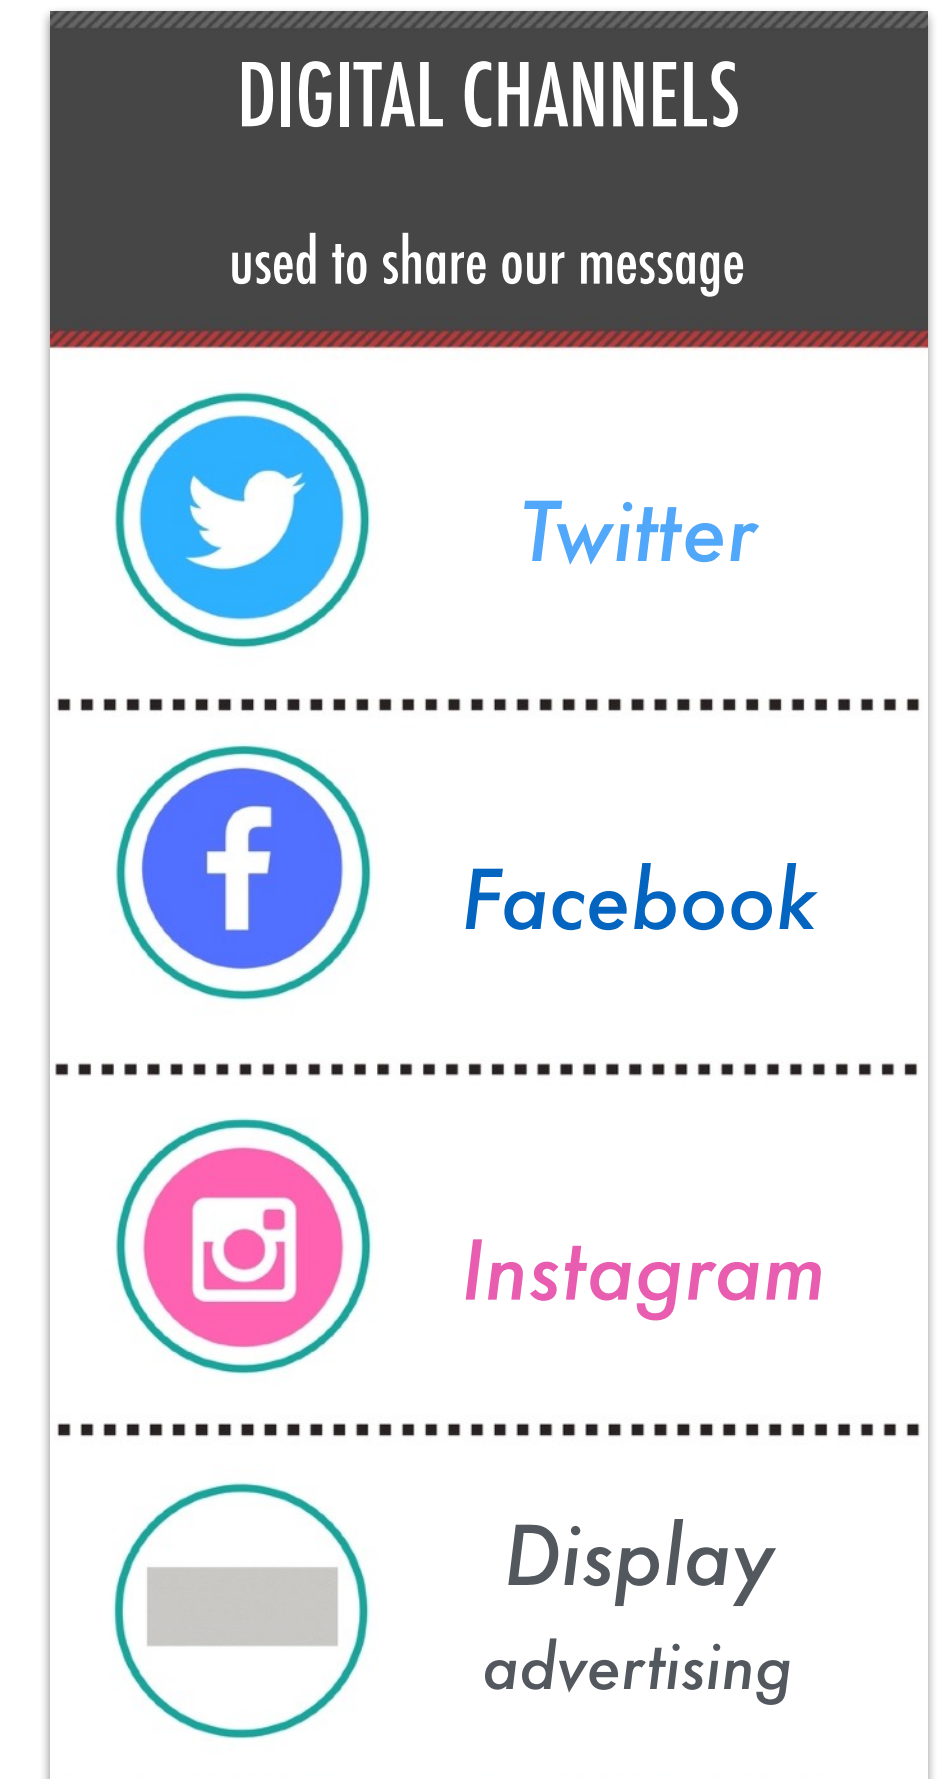 DIGITAL CHANNELS
used to share our message
Twitter
Facebook
Instagram
Display
advertising